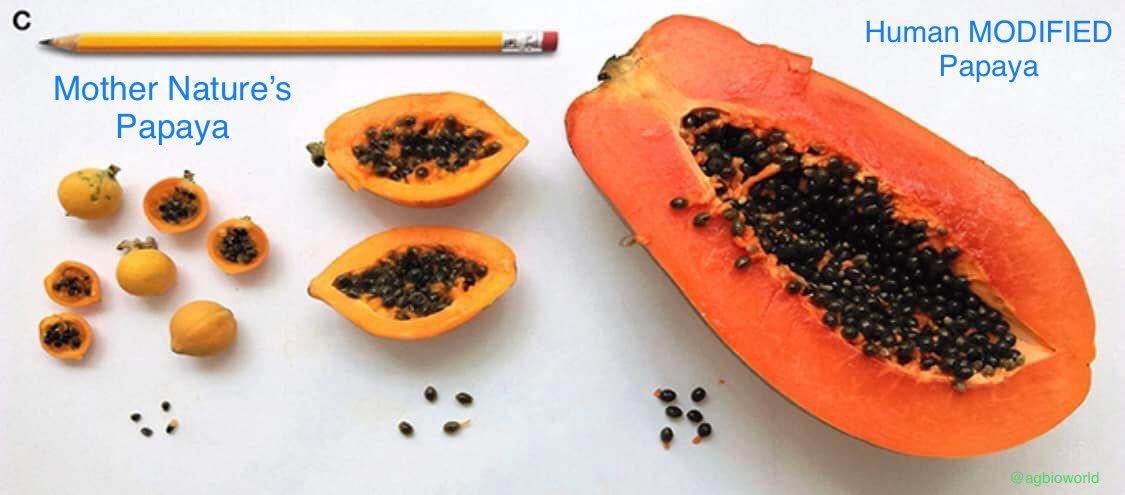 C
Mother Nature's
Papaya
Human MODIFIED
Papaya
@agbioworld